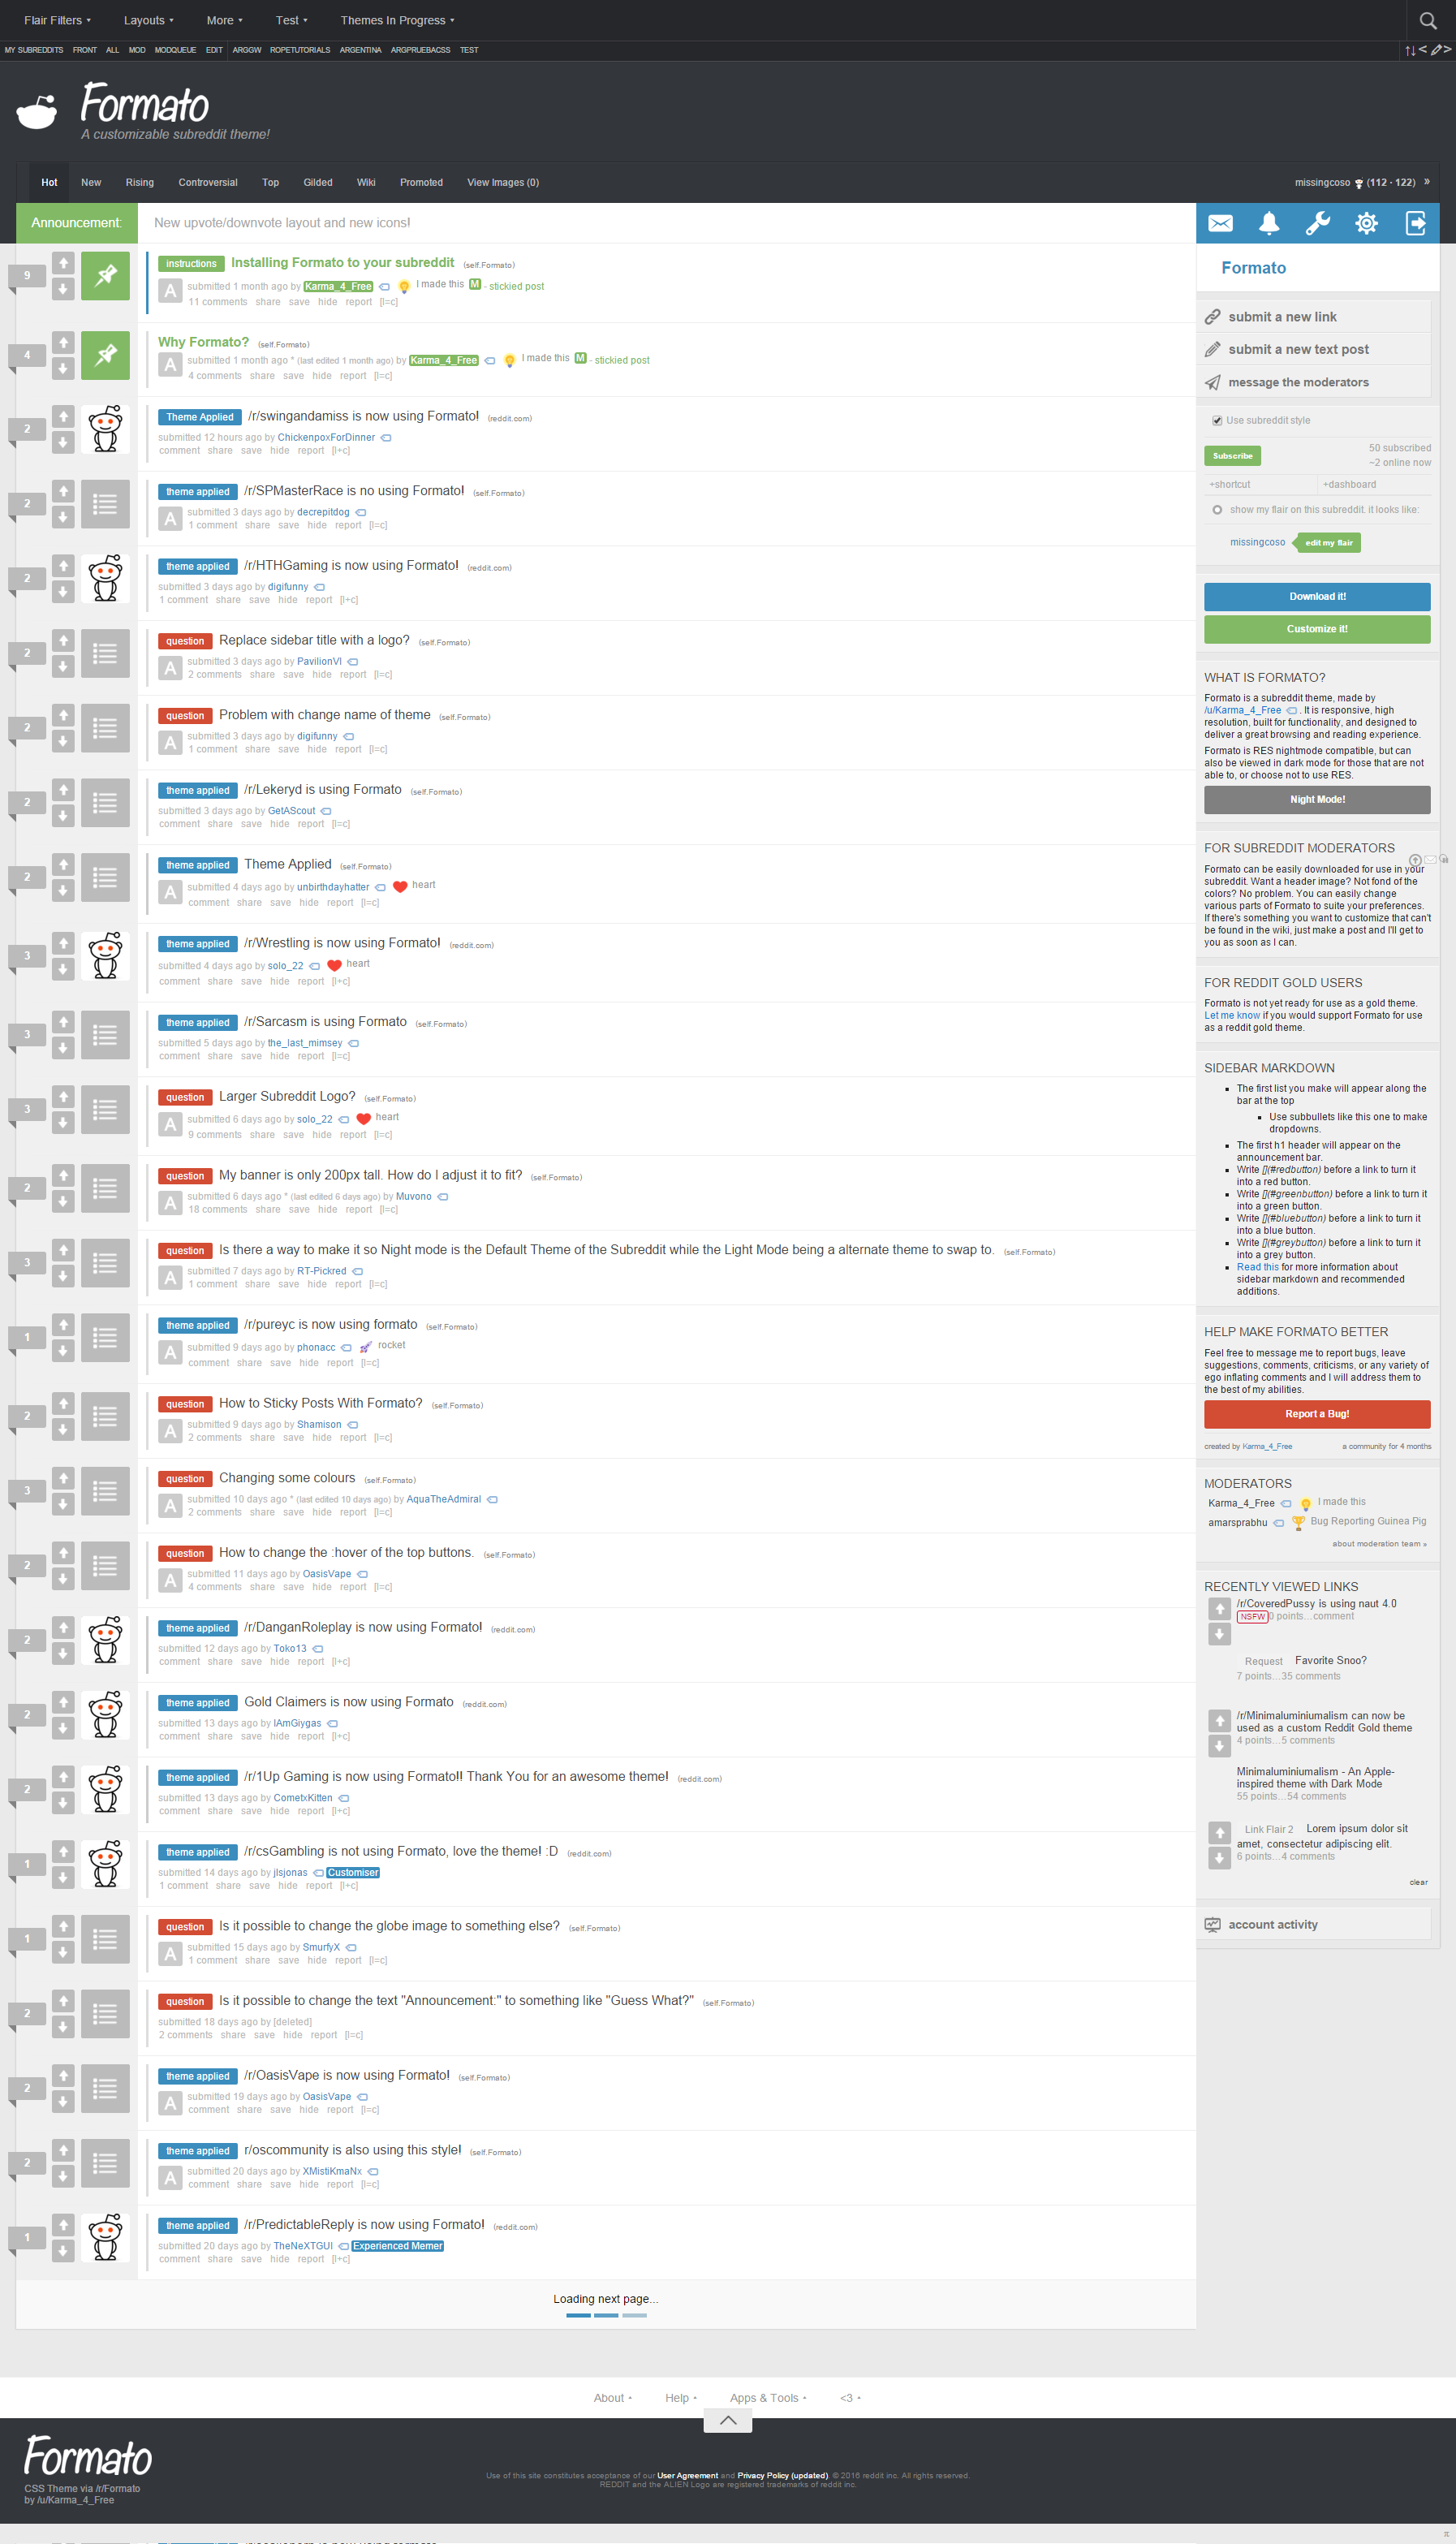 Flair Filters Layouts More Test Themes In Progress
MY SUBREDDITS FRONT ALL MOD MODQUEUE EDIT ARGGW ROPETUTORIALS ARGENTINA ARGPRUEBACSS TEST
Formato
A customizable subreddit theme!
Hot New Rising Controversial Top Gilded Wiki Promoted View Images (0) missingcoso (112 · 122) »
Announcement: New upvote/downvote layout and new icons!
9
instructions Installing Formato to your subreddit (self.Formato)
A submitted 1 month ago by Karma_4_Free I made this M - stickied post
11 comments share save hide report [l=c]
4
Why Formato? (self.Formato)
A submitted 1 month ago * (last edited 1 month ago) by Karma_4_Free I made this M - stickied post
4 comments share save hide report [l=c]
2
Theme Applied /r/swingandamiss is now using Formato! (reddit.com)
submitted 12 hours ago by ChickenpoxForDinner
comment share save hide report [l+c]
2
theme applied /r/SPMasterRace is no using Formato! (self.Formato)
A submitted 3 days ago by decrepitdog
1 comment share save hide report [l=c]
2
theme applied /r/HTHGaming is now using Formato! (reddit.com)
submitted 3 days ago by digifunny
1 comment share save hide report [l+c]
2
question Replace sidebar title with a logo? (self.Formato)
A submitted 3 days ago by PavilionVI
2 comments share save hide report [l=c]
2
question Problem with change name of theme (self.Formato)
A submitted 3 days ago by digifunny
1 comment share save hide report [l=c]
2
theme applied /r/Lekeryd is using Formato (self.Formato)
submitted 3 days ago by GetAScout
comment share save hide report [l=c]
2
theme applied Theme Applied (self.Formato)
A submitted 4 days ago by unbirthdayhatter heart
comment share save hide report [l=c]
3
theme applied /r/Wrestling is now using Formato! (reddit.com)
submitted 4 days ago by solo_22 heart
comment share save hide report [l+c]
3
theme applied /r/Sarcasm is using Formato (self.Formato)
submitted 5 days ago by the_last_mimsey
comment share save hide report [l=c]
3
question Larger Subreddit Logo? (self.Formato)
A submitted 6 days ago by solo_22 heart
9 comments share save hide report [l=c]
2
question My banner is only 200px tall. How do I adjust it to fit? (self.Formato)
A submitted 6 days ago * (last edited 6 days ago) by Muvono
18 comments share save hide report [l=c]
3
question Is there a way to make it so Night mode is the Default Theme of the Subreddit while the Light Mode being a alternate theme to swap to. (self.Formato)
A submitted 7 days ago by RT-Pickred
1 comment share save hide report [l=c]
1
theme applied /r/pureyc is now using formato (self.Formato)
A submitted 9 days ago by phonacc rocket
comment share save hide report [l=c]
2
question How to Sticky Posts With Formato? (self.Formato)
A submitted 9 days ago by Shamison
2 comments share save hide report [l=c]
3
question Changing some colours (self.Formato)
A submitted 10 days ago * (last edited 10 days ago) by AquaTheAdmiral
2 comments share save hide report [l=c]
2
question How to change the :hover of the top buttons. (self.Formato)
A submitted 11 days ago by OasisVape
4 comments share save hide report [l=c]
2
theme applied /r/DanganRoleplay is now using Formato! (reddit.com)
submitted 12 days ago by Toko13
comment share save hide report [l+c]
2
theme applied Gold Claimers is now using Formato (reddit.com)
submitted 13 days ago by IAmGiygas
comment share save hide report [l+c]
2
theme applied /r/1Up Gaming is now using Formato!! Thank You for an awesome theme! (reddit.com)
submitted 13 days ago by CometxKitten
comment share save hide report [l+c]
1
theme applied /r/csGambling is not using Formato, love the theme! :D (reddit.com)
submitted 14 days ago by jlsjonas Customiser
1 comment share save hide report [l+c]
1
question Is it possible to change the globe image to something else? (self.Formato)
A submitted 15 days ago by SmurfyX
1 comment share save hide report [l=c]
2
question Is it possible to change the text "Announcement:" to something like "Guess What?" (self.Formato)
submitted 18 days ago by [deleted]
2 comments share save hide report [l=c]
2
theme applied /r/OasisVape is now using Formato! (self.Formato)
A submitted 19 days ago by OasisVape
comment share save hide report [l=c]
2
theme applied r/oscommunity is also using this style! (self.Formato)
A submitted 20 days ago by XMistiKmaNx
comment share save hide report [l=c]
1
theme applied /r/PredictableReply is now using Formato! (reddit.com)
submitted 20 days ago by TheNeXTGUI Experienced Memer
comment share save hide report [l+c]
Loading next page...
Formato
submit a new link
submit a new text post
message the moderators
Use subreddit style
Subscribe 50 subscribed
~2 online now
+shortcut +dashboard
show my flair on this subreddit. it looks like:
missingcoso edit my flair
Download it!
Customize it!
WHAT IS FORMATO?
Formato is a subreddit theme, made by
/u/Karma_4_Free . It is responsive, high
resolution, built for functionality, and designed to
deliver a great browsing and reading experience.
Formato is RES nightmode compatible, but can
also be viewed in dark mode for those that are not
able to, or choose not to use RES.
Night Mode!
FOR SUBREDDIT MODERATORS
Formato can be easily downloaded for use in your
subreddit. Want a header image? Not fond of the
colors? No problem. You can easily change
various parts of Formato to suite your preferences.
If there's something you want to customize that can't
be found in the wiki, just make a post and I'll get to
you as soon as I can.
FOR REDDIT GOLD USERS
Formato is not yet ready for use as a gold theme.
Let me know if you would support Formato for use
as a reddit gold theme.
SIDEBAR MARKDOWN
The first list you make will appear along the
bar at the top
Use subbullets like this one to make
dropdowns.
The first h1 header will appear on the
announcement bar.
Write [](#redbutton) before a link to turn it
into a red button.
Write [](#greenbutton) before a link to turn it
into a green button.
Write [](#bluebutton) before a link to turn it
into a blue button.
Write [](#greybutton) before a link to turn it
into a grey button.
Read this for more information about
sidebar markdown and recommended
additions.
HELP MAKE FORMATO BETTER
Feel free to message me to report bugs, leave
suggestions, comments, criticisms, or any variety of
ego inflating comments and I will address them to
the best of my abilities.
Report a Bug!
created by Karma_4_Free a community for 4 months
MODERATORS
Karma_4_Free I made this
amarsprabhu Bug Reporting Guinea Pig
about moderation team »
RECENTLY VIEWED LINKS
/r/CoveredPussy is using naut 4.0
NSFW 0 points...comment
Request Favorite Snoo?
7 points...35 comments
/r/Minimaluminiumalism can now be
used as a custom Reddit Gold theme
4 points...5 comments
Minimaluminiumalism - An Apple-
inspired theme with Dark Mode
55 points...54 comments
Link Flair 2 Lorem ipsum dolor sit
amet, consectetur adipiscing elit.
6 points...4 comments
clear
account activity
About Help Apps & Tools <3
Formato
CSS Theme via /r/Formato
by /u/Karma_4_Free
Use of this site constitutes acceptance of our User Agreement and Privacy Policy (updated). © 2016 reddit inc. All rights reserved.
REDDIT and the ALIEN Logo are registered trademarks of reddit inc.
π